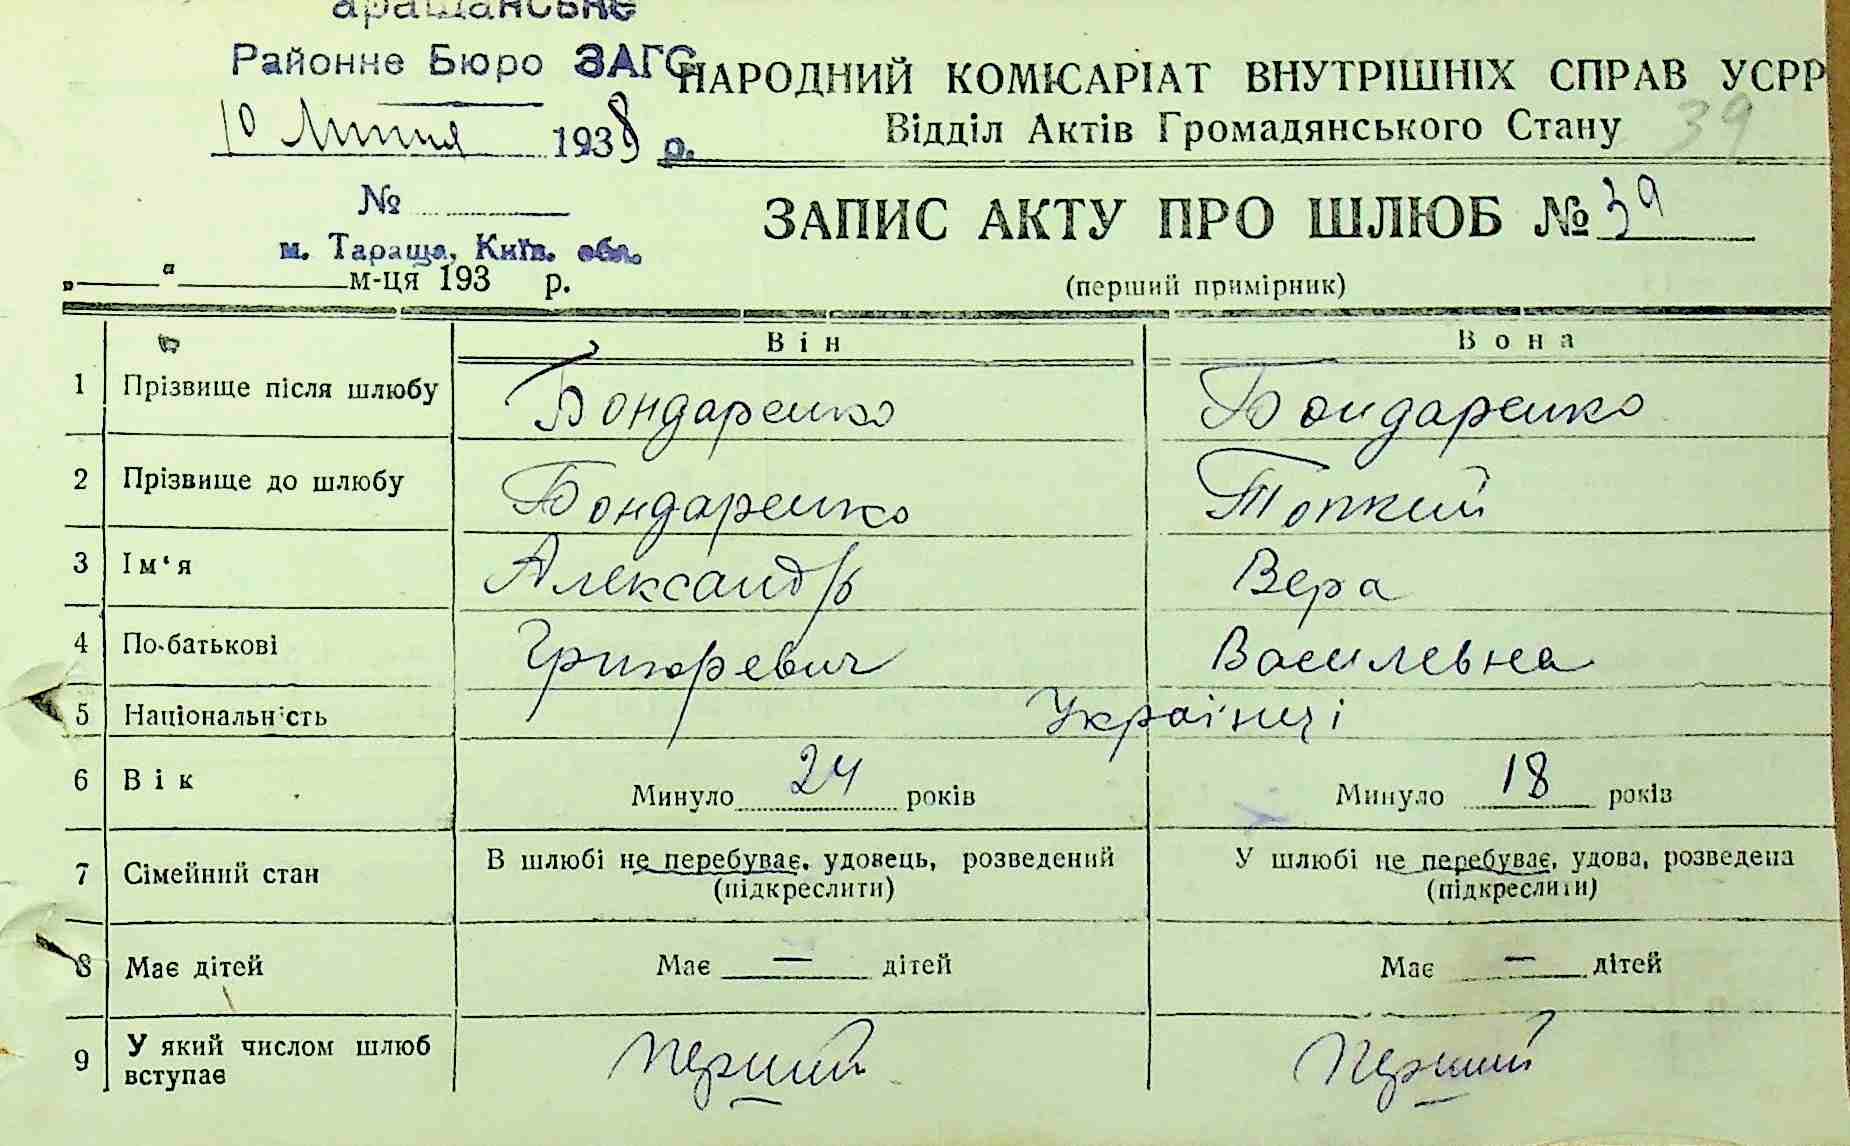 аращанське
Районне Бюро ЗАГС
НАРОДНИЙ КОМІСАРІАТ ВНУТРІШНІХ СПРАВ УСРР
10 Липня 1938 р.
Відділ Актів Громадянського Стану 39
№
ЗАПИС АКТУ ПРО ШЛЮБ № 39
м. Тараща, Київ. обл.
„ “ м-ця 193 р.
(перший примірник)
Він Вона
1 Прізвище після шлюбу Бондаренко Бондаренко
2 Прізвище до шлюбу Бондаренко Топкий
3 Ім‘я Александр Вера
4 По-батькові Григоревич Василевна
5 Національність Українці
6 Вік Минуло 24 років Минуло 18 років
7 Сімейний стан В шлюбі не перебуває, удовець, розведений У шлюбі не перебуває, удова, розведена
(підкреслити) (підкреслити)
8 Має дітей Має — дітей Має — дітей
9 У який числом шлюб вступає Перший Перший